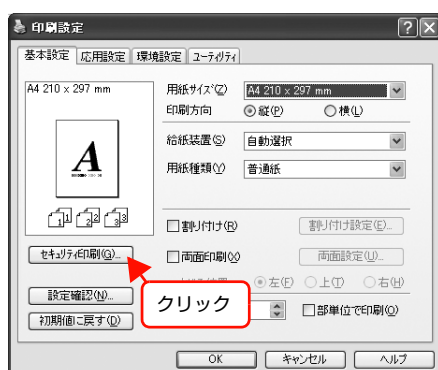 印刷設定
基本設定 応用設定 環境設定 ユーティリティ
A4 210 × 297 mm
用紙サイズ(Z) A4 210 × 297 mm
印刷方向 縦(P) 横(L)
給紙装置(S) 自動選択
用紙種類(Y) 普通紙
A
1 2 3
割り付け(R) 割り付け設定(E)...
セキュリティ印刷(G)... 両面印刷(X) 両面設定(U)...
左(F) 上(T) 右(H)
クリック
設定確認(N)...
部単位で印刷(O)
初期値に戻す(D)
OK キャンセル ヘルプ